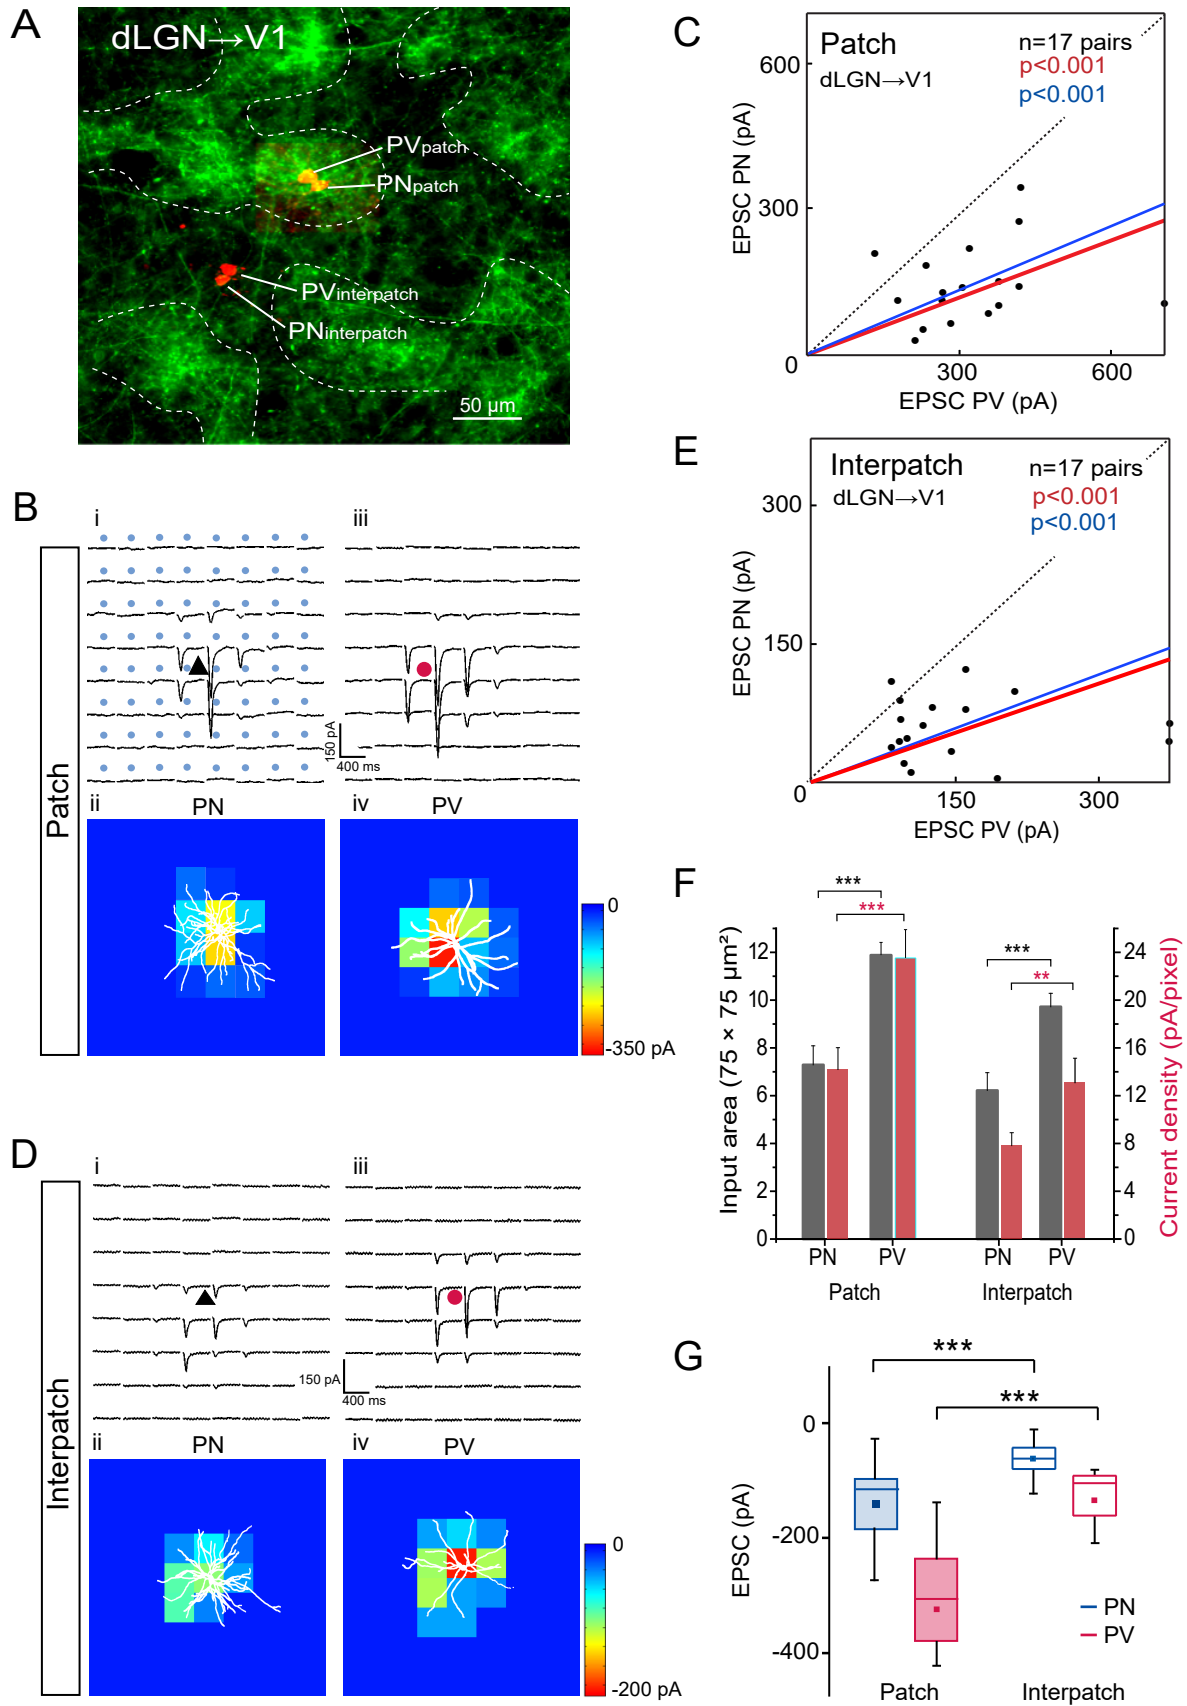 A
dLGN→V1
PVpatch
PNpatch
PVinterpatch
PNinterpatch
50 µm
B
Patch
i
iii
150 pA
400 ms
ii
PN
iv
PV
0
-350 pA
D
Interpatch
i
iii
150 pA
400 ms
ii
PN
iv
PV
0
-200 pA
C
Patch
dLGN→V1
n=17 pairs
p<0.001
p<0.001
EPSC PN (pA)
600
300
0
300
600
EPSC PV (pA)
E
Interpatch
dLGN→V1
n=17 pairs
p<0.001
p<0.001
EPSC PN (pA)
300
150
0
150
300
EPSC PV (pA)
F
***
***
***
**
Input area (75 × 75 µm²)
12
10
8
6
4
2
0
24
20
16
12
8
4
0
Current density (pA/pixel)
PN
PV
PN
PV
Patch
Interpatch
G
***
***
EPSC (pA)
0
-200
-400
PN
PV
Patch
Interpatch